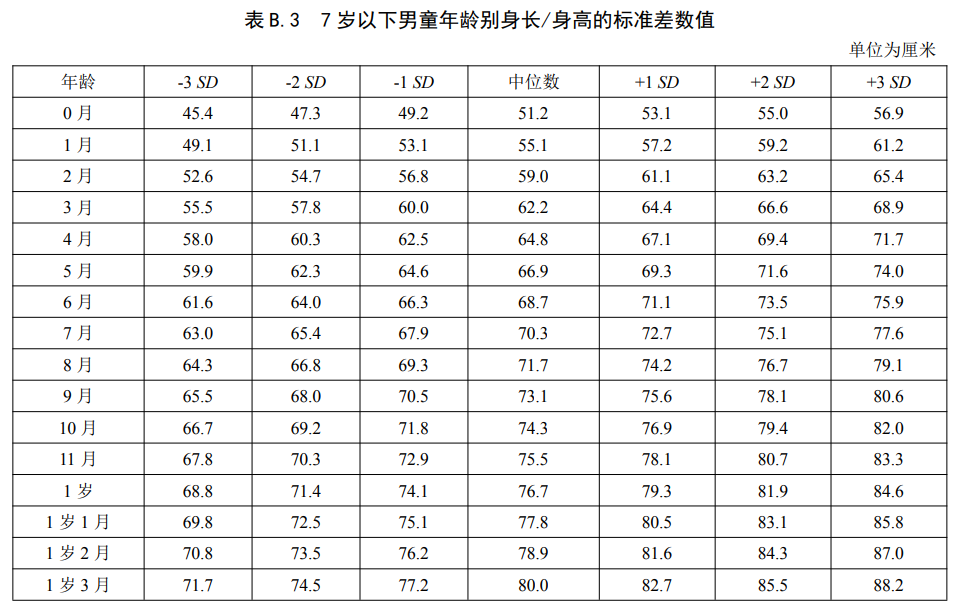 表 B.3 7 岁以下男童年龄别身长/身高的标准差数值
单位为厘米
年龄 -3 SD -2 SD -1 SD 中位数 +1 SD +2 SD +3 SD
0 月 45.4 47.3 49.2 51.2 53.1 55.0 56.9
1 月 49.1 51.1 53.1 55.1 57.2 59.2 61.2
2 月 52.6 54.7 56.8 59.0 61.1 63.2 65.4
3 月 55.5 57.8 60.0 62.2 64.4 66.6 68.9
4 月 58.0 60.3 62.5 64.8 67.1 69.4 71.7
5 月 59.9 62.3 64.6 66.9 69.3 71.6 74.0
6 月 61.6 64.0 66.3 68.7 71.1 73.5 75.9
7 月 63.0 65.4 67.9 70.3 72.7 75.1 77.6
8 月 64.3 66.8 69.3 71.7 74.2 76.7 79.1
9 月 65.5 68.0 70.5 73.1 75.6 78.1 80.6
10 月 66.7 69.2 71.8 74.3 76.9 79.4 82.0
11 月 67.8 70.3 72.9 75.5 78.1 80.7 83.3
1 岁 68.8 71.4 74.1 76.7 79.3 81.9 84.6
1 岁 1 月 69.8 72.5 75.1 77.8 80.5 83.1 85.8
1 岁 2 月 70.8 73.5 76.2 78.9 81.6 84.3 87.0
1 岁 3 月 71.7 74.5 77.2 80.0 82.7 85.5 88.2